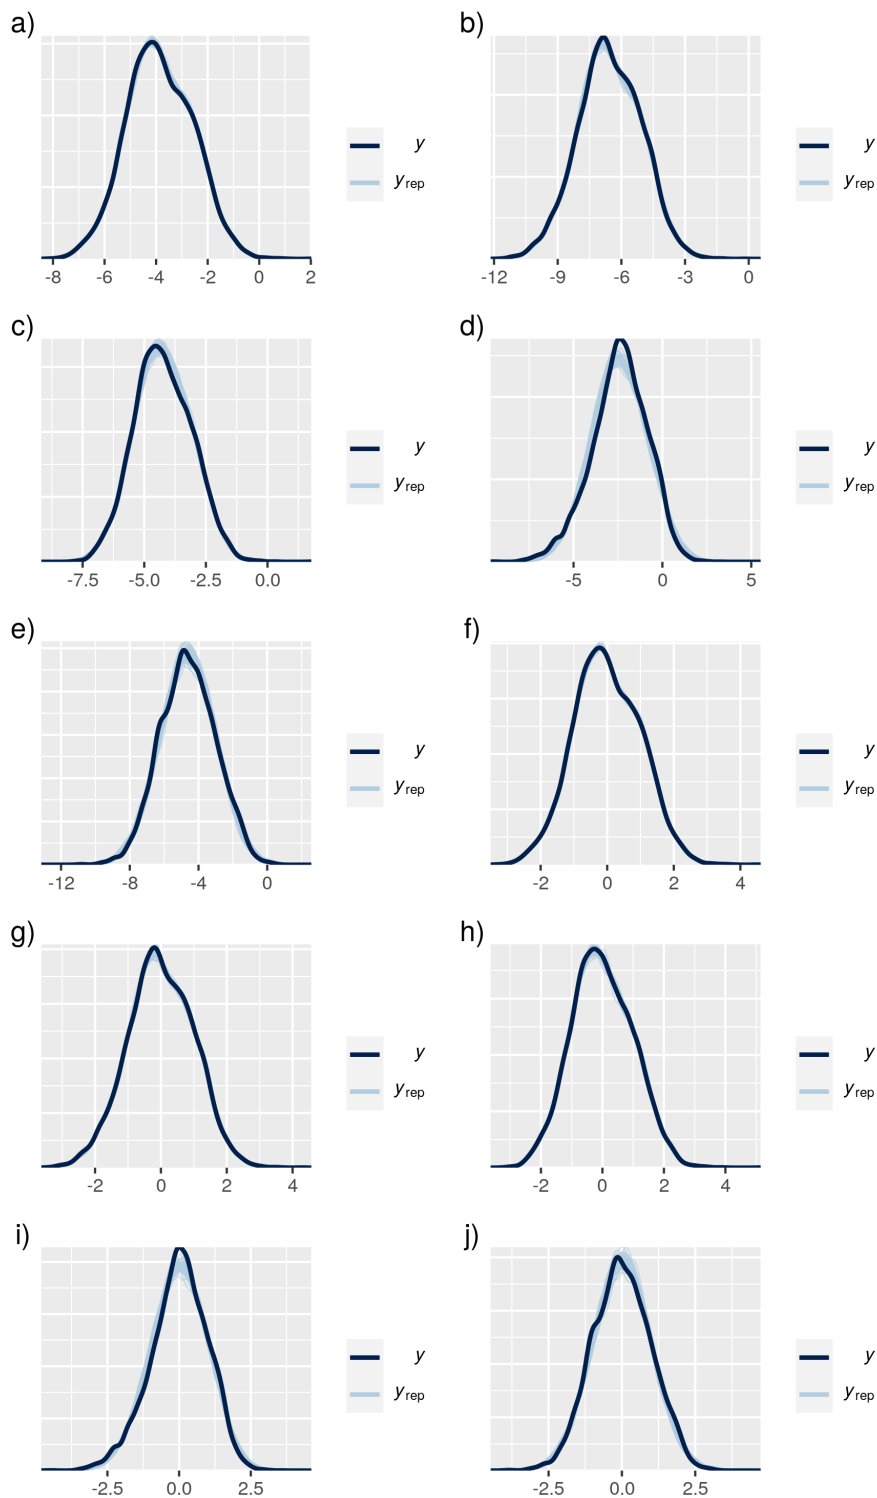 a)
y
yrep
-8 -6 -4 -2 0 2
b)
y
yrep
-12 -9 -6 -3 0
c)
y
yrep
-7.5 -5.0 -2.5 0.0
d)
y
yrep
-5 0 5
e)
y
yrep
-12 -8 -4 0
f)
y
yrep
-2 0 2 4
g)
y
yrep
-2 0 2 4
h)
y
yrep
-2 0 2 4
i)
y
yrep
-2.5 0.0 2.5
j)
y
yrep
-2.5 0.0 2.5